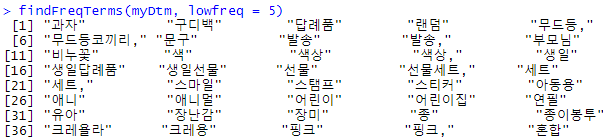 > findFreqTerms(myDtm, lowfreq = 5)
[1] "과자" "구디백" "답례품" "랜덤" "무드등,"
[6] "무드등코끼리," "문구" "발송" "발송," "부모님"
[11] "비누꽃" "색" "색상" "색상," "생일"
[16] "생일답례품" "생일선물" "선물" "선물세트," "세트"
[21] "세트," "스마일" "스탬프" "스티커" "아동용"
[26] "애니" "애니멀" "어린이" "어린이집" "연필"
[31] "유아" "장난감" "장미" "종" "종이봉투"
[36] "크레욜라" "크레용" "핑크" "핑크," "혼합"